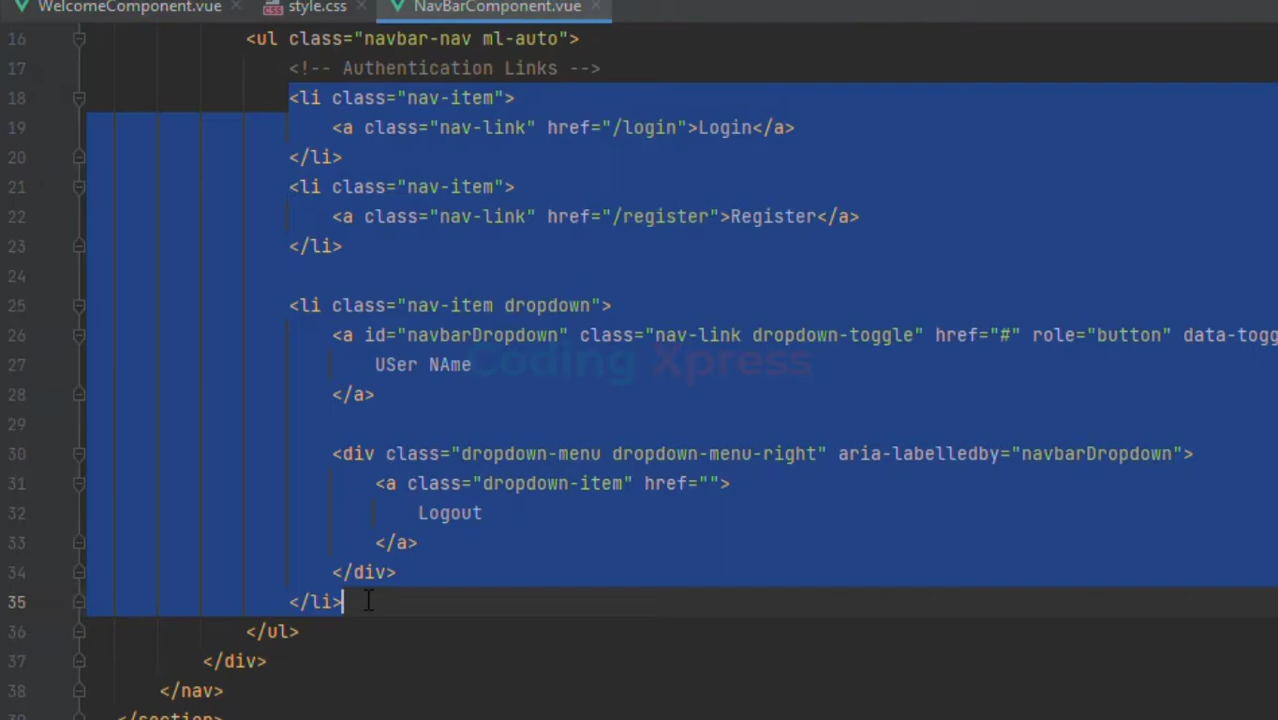 WelcomeComponent.vue style.css NavBarComponent.vue
16 <ul class="navbar-nav ml-auto">
17 <!-- Authentication Links -->
18 <li class="nav-item">
19 <a class="nav-link" href="/login">Login</a>
20 </li>
21 <li class="nav-item">
22 <a class="nav-link" href="/register">Register</a>
23 </li>
24
25 <li class="nav-item dropdown">
26 <a id="navbarDropdown" class="nav-link dropdown-toggle" href="#" role="button" data-togg
27 USer NAme
Coding Xpress
28 </a>
29
30 <div class="dropdown-menu dropdown-menu-right" aria-labelledby="navbarDropdown">
31 <a class="dropdown-item" href="">
32 Logout
33 </a>
34 </div>
35 </li>
36 </ul>
37 </div>
38 </nav>
</section>